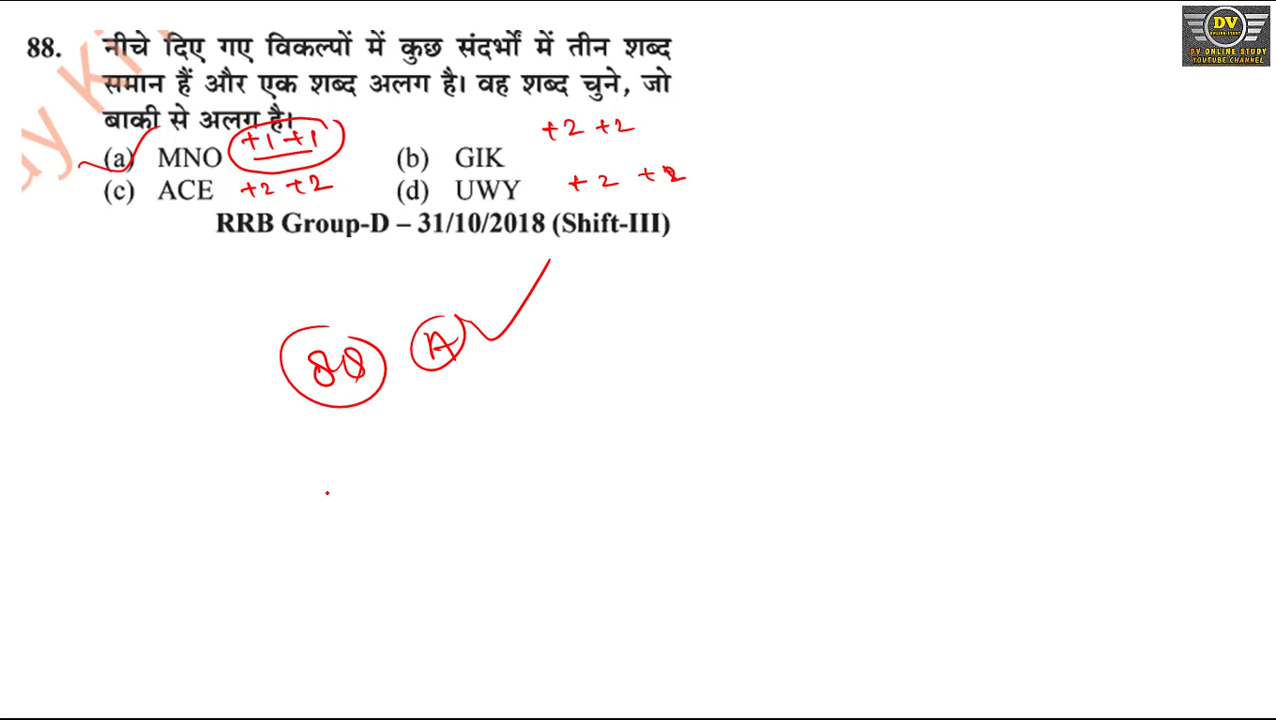 DV
ONLINE STUDY
DV ONLINE STUDY
YOUTUBE CHANNEL
88. नीचे दिए गए विकल्पों में कुछ संदर्भों में तीन शब्द
समान हैं और एक शब्द अलग है। वह शब्द चुने, जो
बाकी से अलग है।
+1 +1 +2 +2
(a) MNO (b) GIK
(c) ACE +2 +2 (d) UWY +2 +2
RRB Group-D – 31/10/2018 (Shift-III)
88 A